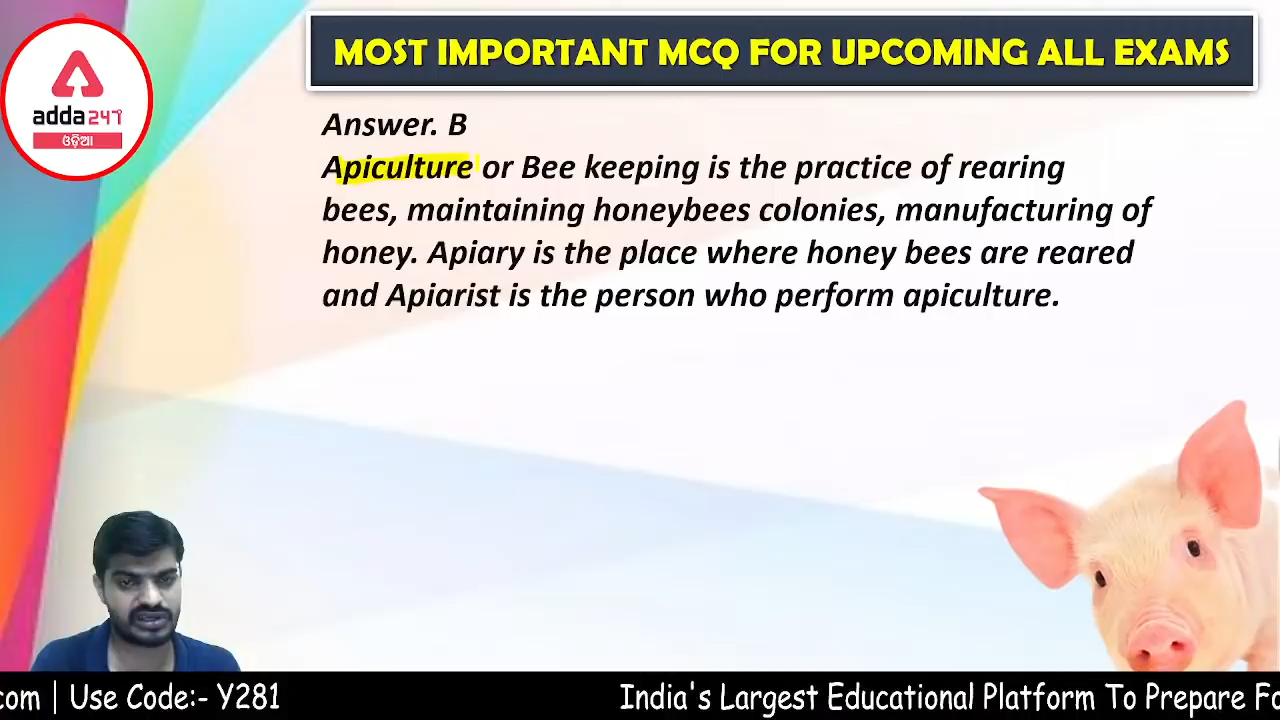 MOST IMPORTANT MCQ FOR UPCOMING ALL EXAMS
adda247
ଓଡ଼ିଆ
Answer. B
Apiculture or Bee keeping is the practice of rearing
bees, maintaining honeybees colonies, manufacturing of
honey. Apiary is the place where honey bees are reared
and Apiarist is the person who perform apiculture.
.com | Use Code:- Y281
India's Largest Educational Platform To Prepare Fo